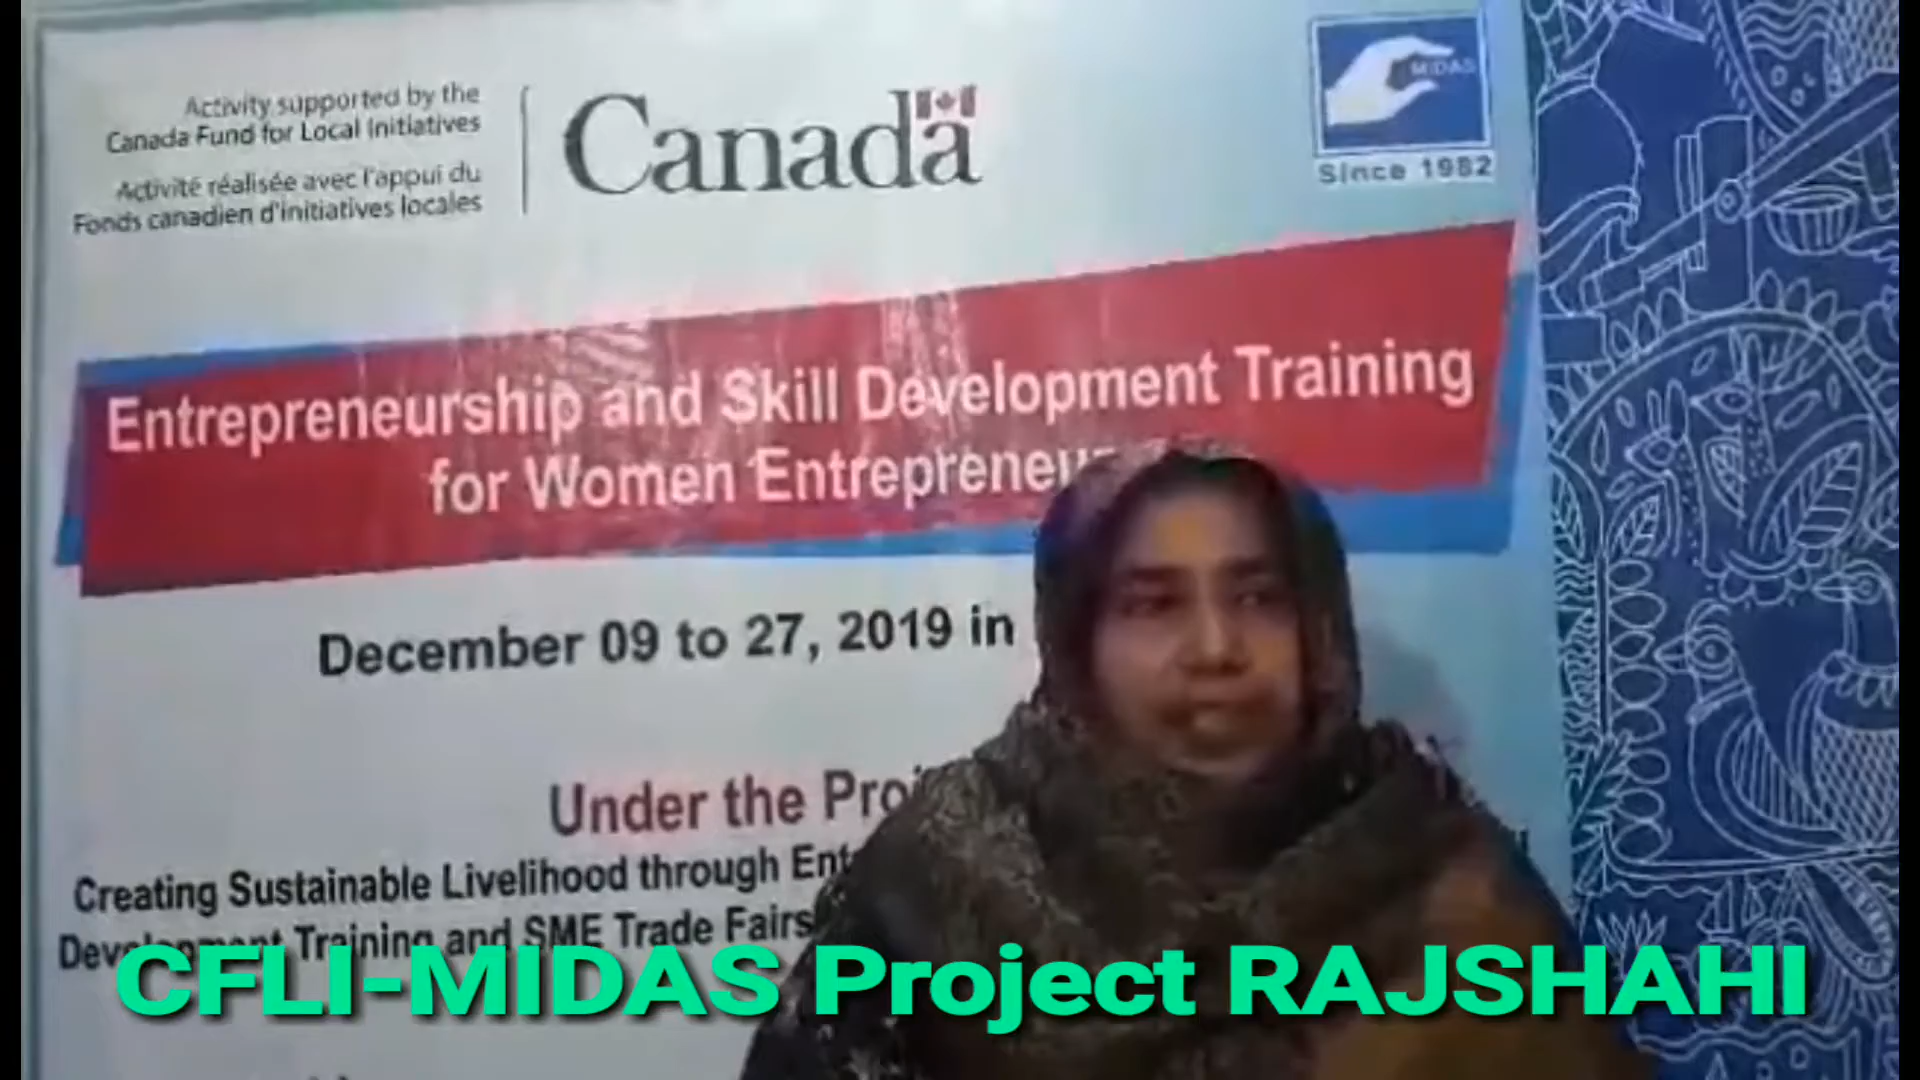 Activity supported by the
Canada Fund for Local Initiatives
Activité réalisée avec l'appui du
Fonds canadien d'initiatives locales
Canada
MIDAS
Since 1982
Entrepreneurship and Skill Development Training
for Women
December 09 to 27, 2019 in
Under the
Creating Sustainable Livelihood through
Development Training and SME Trade Fairs
CFLI-MIDAS Project RAJSHAHI